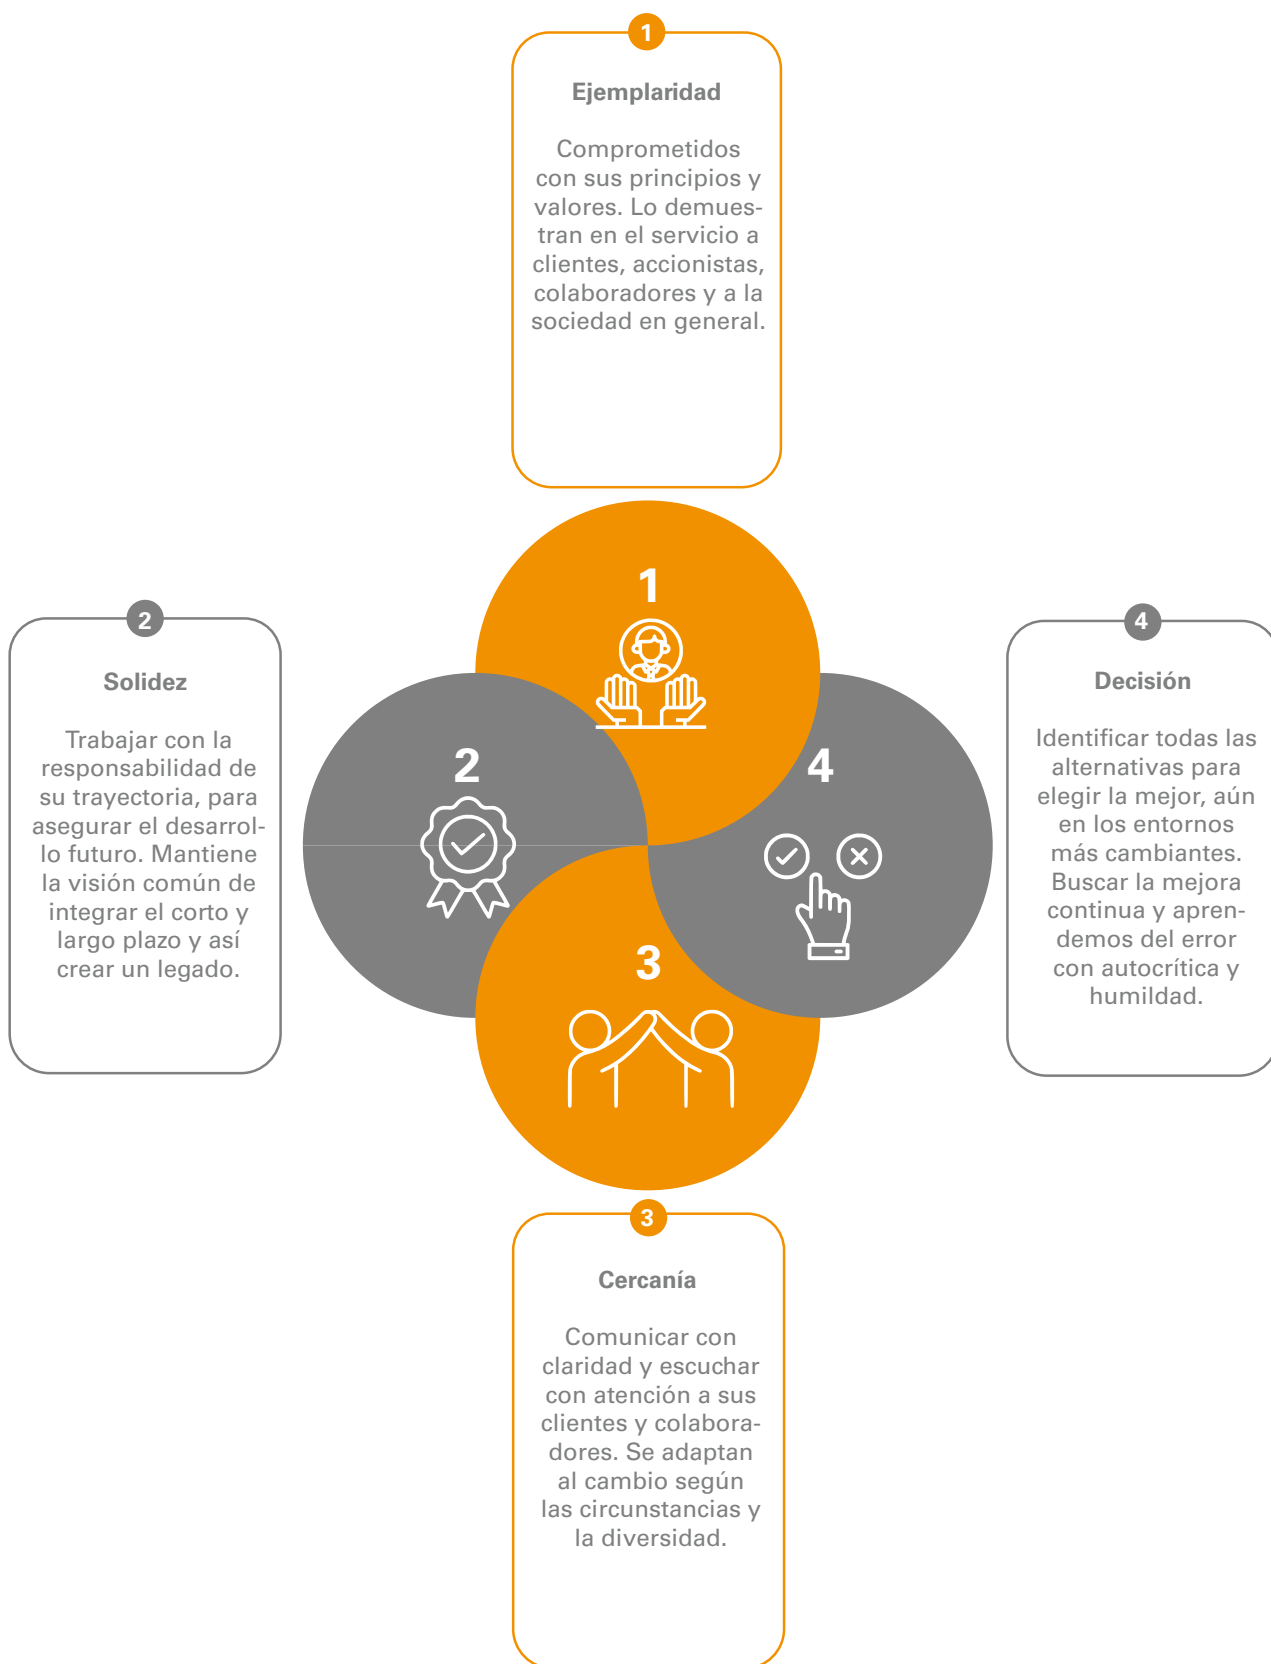 1
Ejemplaridad
Comprometidos
con sus principios y
valores. Lo demues-
tran en el servicio a
clientes, accionistas,
colaboradores y a la
sociedad en general.
1
2
Solidez
Trabajar con la
responsabilidad de
su trayectoria, para
asegurar el desarrol-
lo futuro. Mantiene
la visión común de
integrar el corto y
largo plazo y así
crear un legado.
2
4
4
Decisión
Identificar todas las
alternativas para
elegir la mejor, aún
en los entornos
más cambiantes.
Buscar la mejora
continua y apren-
demos del error
con autocrítica y
humildad.
3
3
Cercanía
Comunicar con
claridad y escuchar
con atención a sus
clientes y colabora-
dores. Se adaptan
al cambio según
las circunstancias y
la diversidad.